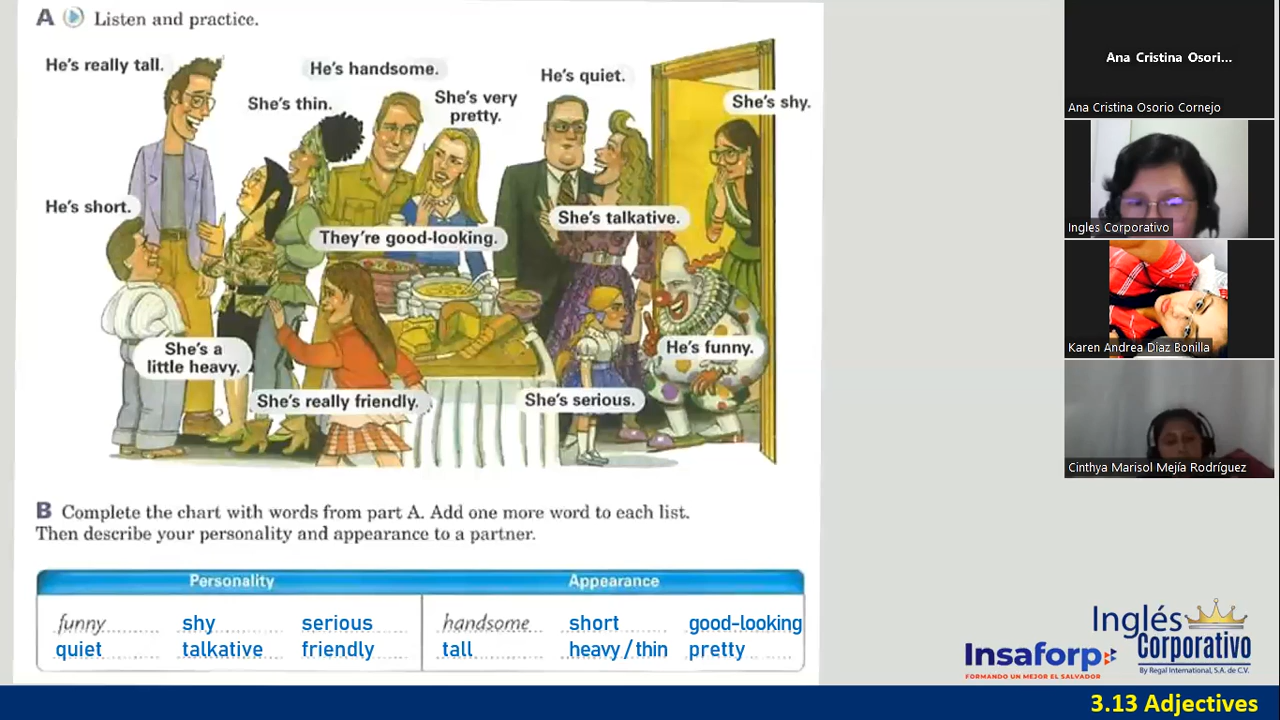 A Listen and practice.
He's really tall.
He's handsome.
He's quiet.
She's thin.
She's very
pretty.
She's shy.
He's short.
They're good-looking.
She's talkative.
She's a
little heavy.
He's funny.
She's really friendly.
She's serious.
B Complete the chart with words from part A. Add one more word to each list.
Then describe your personality and appearance to a partner.
Personality Appearance
funny shy serious handsome short good-looking
quiet talkative friendly tall heavy / thin pretty
Ana Cristina Osori...
Ana Cristina Osorio Cornejo
Ingles Corporativo
Karen Andrea Diaz Bonilla
Cinthya Marisol Mejía Rodríguez
Insaforp
FORMANDO UN MEJOR EL SALVADOR
Inglés
Corporativo
By Regal International, S.A. de C.V.
3.13 Adjectives